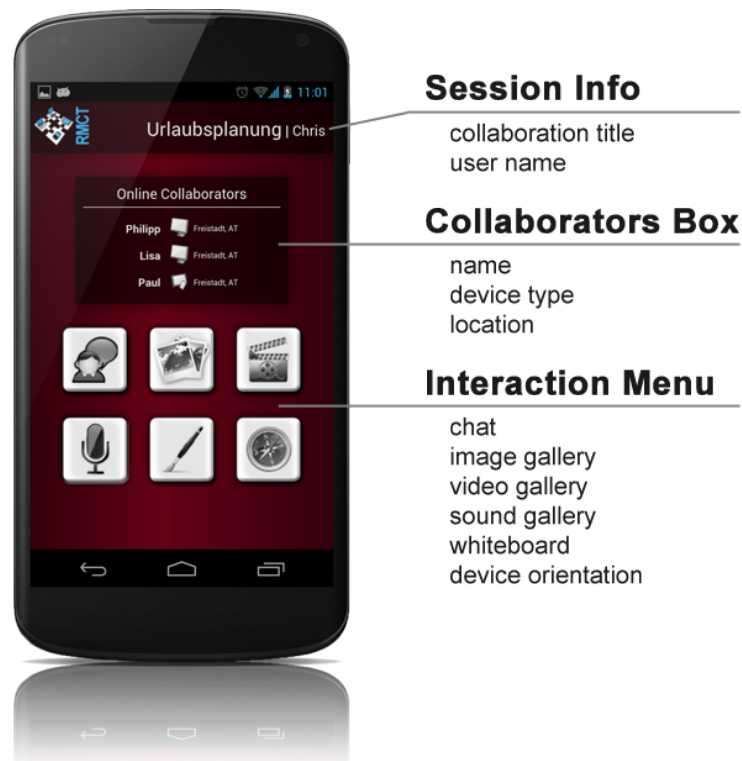 11:01
RMCT
Urlaubsplanung | Chris
Online Collaborators
Philipp Freistadt, AT
Lisa Freistadt, AT
Paul Freistadt, AT
Session Info
collaboration title
user name
Collaborators Box
name
device type
location
Interaction Menu
chat
image gallery
video gallery
sound gallery
whiteboard
device orientation